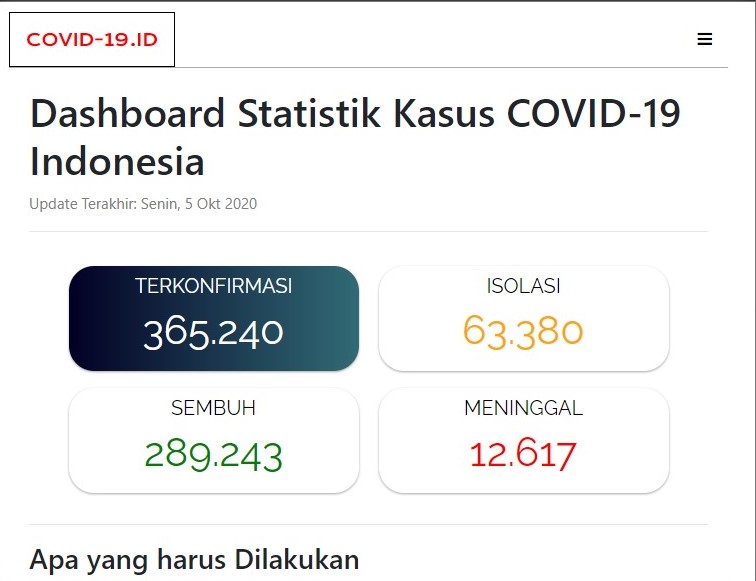 COVID-19.ID
Dashboard Statistik Kasus COVID-19
Indonesia
Update Terakhir: Senin, 5 Okt 2020
TERKONFIRMASI
365.240
ISOLASI
63.380
SEMBUH
289.243
MENINGGAL
12.617
Apa yang harus Dilakukan